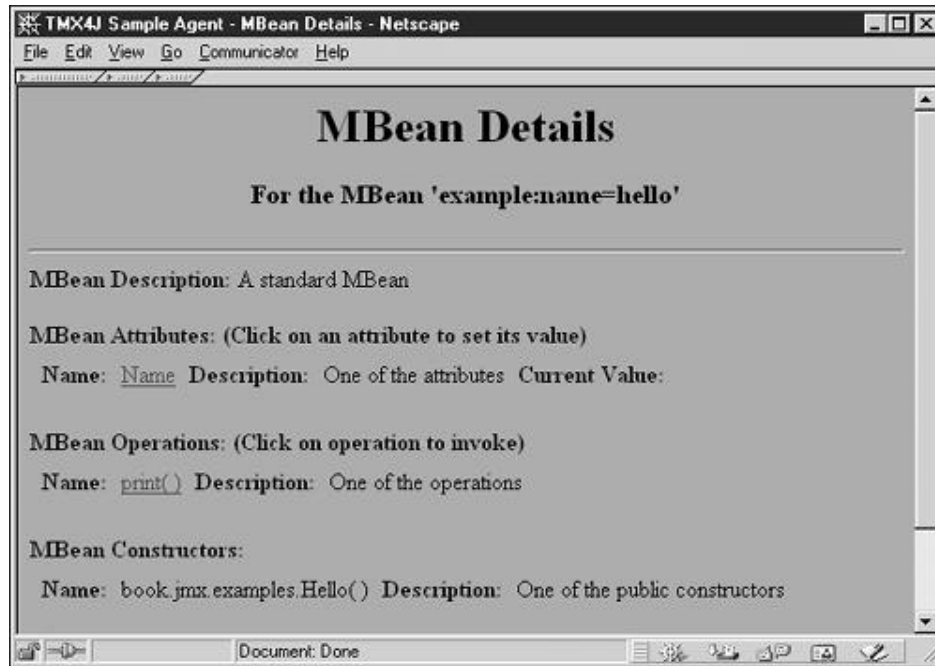 TMX4J Sample Agent - MBean Details - Netscape
File Edit View Go Communicator Help
MBean Details
For the MBean 'example:name=hello'
MBean Description: A standard MBean
MBean Attributes: (Click on an attribute to set its value)
Name: Name Description: One of the attributes Current Value:
MBean Operations: (Click on operation to invoke)
Name: print() Description: One of the operations
MBean Constructors:
Name: book.jmx.examples.Hello() Description: One of the public constructors
Document: Done